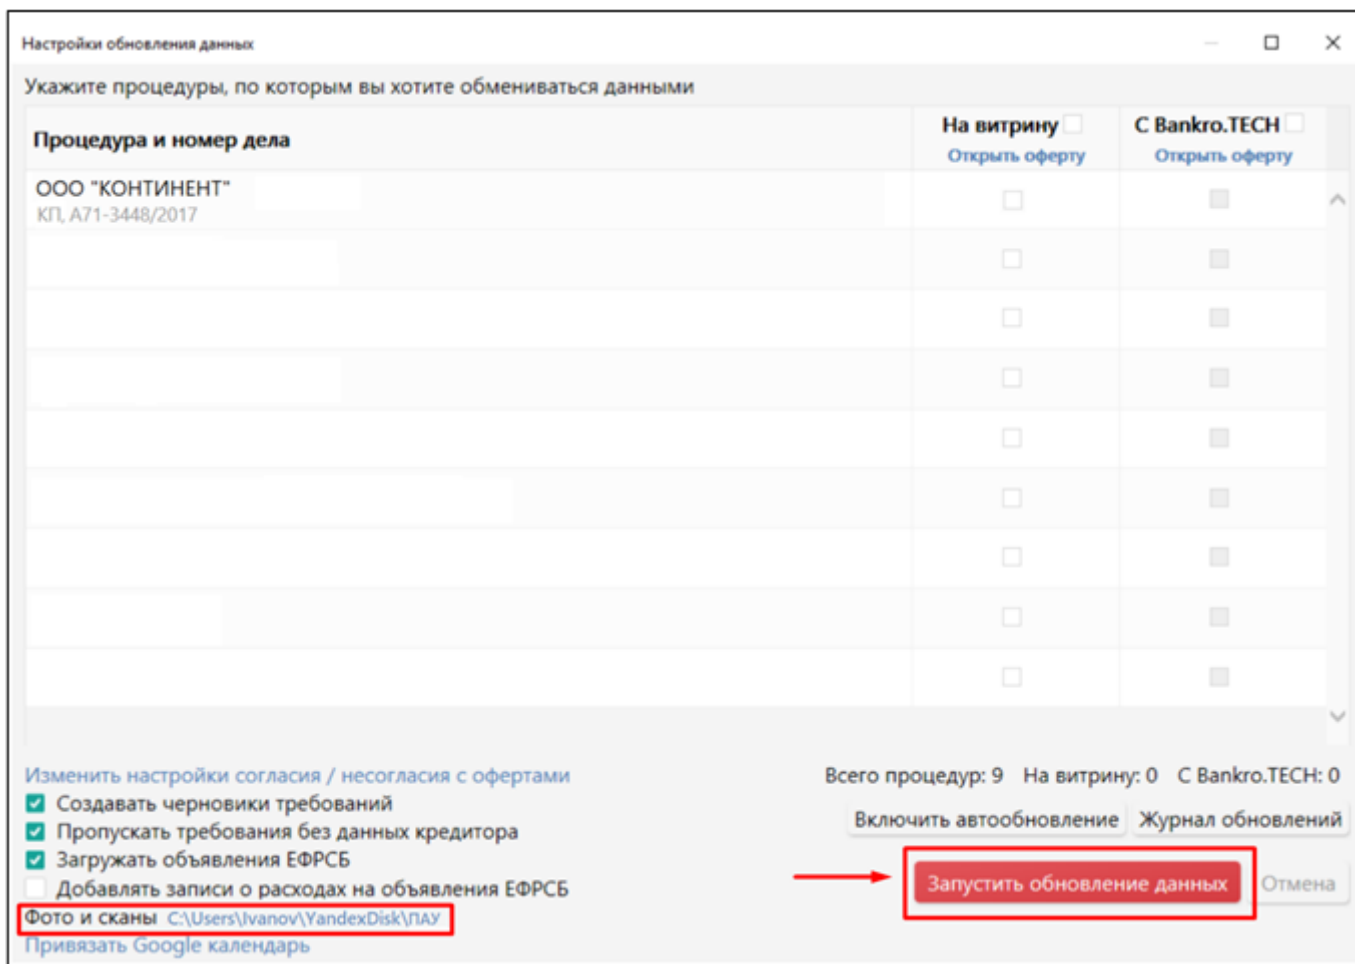 Настройки обновления данных
Укажите процедуры, по которым вы хотите обмениваться данными
Процедура и номер дела
На витрину
С Bankro.TECH
Открыть оферту
Открыть оферту
ООО "КОНТИНЕНТ"
КП, А71-3448/2017
Изменить настройки согласия / несогласия с офертами
Всего процедур: 9 На витрину: 0 С Bankro.TECH: 0
Создавать черновики требований
Пропускать требования без данных кредитора
Включить автообновление
Журнал обновлений
Загружать объявления ЕФРСБ
Добавлять записи о расходах на объявления ЕФРСБ
Запустить обновление данных
Отмена
Фото и сканы C:\Users\Ivanov\YandexDisk\ПАУ
Привязать Google календарь